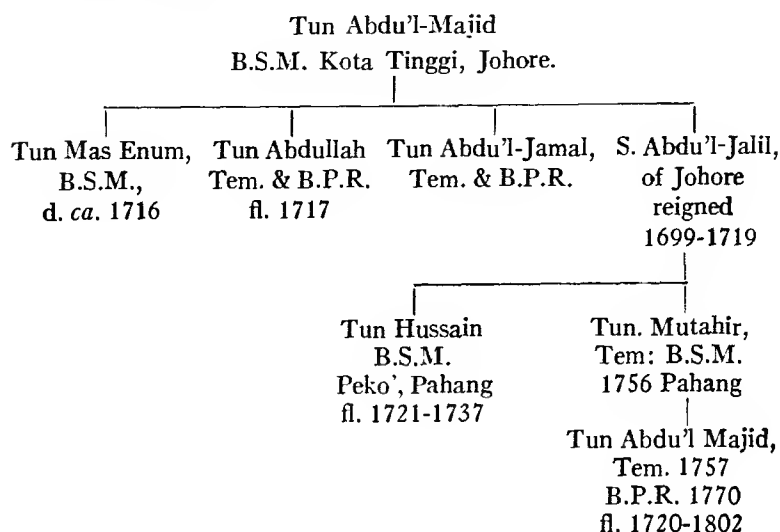 Tun Abdu'l-Majid
B.S.M. Kota Tinggi, Johore.
Tun Mas Enum,
B.S.M.,
d. ca. 1716
Tun Abdullah
Tem. & B.P.R.
fl. 1717
Tun Abdu'l-Jamal,
Tem. & B.P.R.
S. Abdu'l-Jalil,
of Johore
reigned
1699-1719
Tun Hussain
B.S.M.
Peko', Pahang
fl. 1721-1737
Tun. Mutahir,
Tem: B.S.M.
1756 Pahang
Tun Abdu'l Majid,
Tem. 1757
B.P.R. 1770
fl. 1720-1802